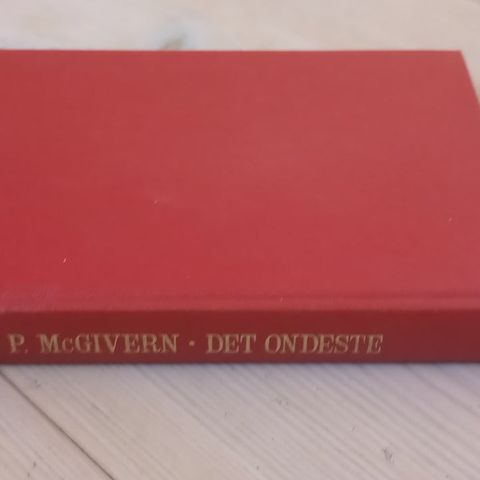 P. McGIVERN · DET ONDESTE